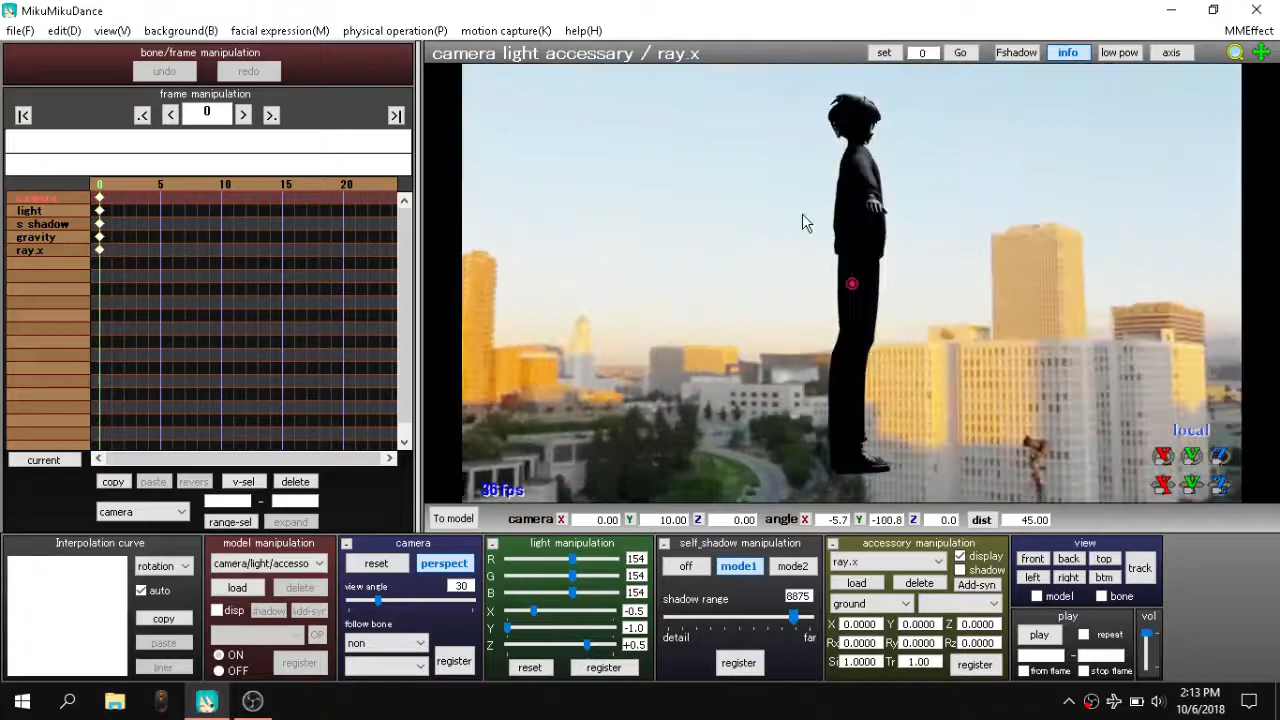 MikuMikuDance
file(F) edit(D) view(V) background(B) facial expression(M) physical operation(P) motion capture(K) help(H) MMEffect
bone/frame manipulation
undo redo
frame manipulation
0
0 5 10 15 20
camera
light
s shadow
gravity
ray.x
current
copy paste revers v-sel delete
camera -
range-sel expand
camera light accessary / ray.x set 0 Go Fshadow info low pow axis
local
X Y Z
X Y Z
36fps
To model camera X 0.00 Y 10.00 Z 0.00 angle X -5.7 Y -100.8 Z 0.0 dist 45.00
Interpolation curve
rotation
auto
copy
paste
liner
model manipulation
camera/light/accesso
load delete
disp shadow Add-syn
OP
ON
OFF
register
camera
reset perspect
view angle 30
follow bone
non
register
light manipulation
R 154
G 154
B 154
X -0.5
Y -1.0
Z +0.5
reset register
self_shadow manipulation
off mode1 mode2
shadow range 8875
detail far
register
accessory manipulation
ray.x display
shadow
load delete Add-syn
ground
X 0.0000 Y 0.0000 Z 0.0000
Rx 0.0000 Ry 0.0000 Rz 0.0000
Si 1.0000 Tr 1.00 register
view
front back top
left right btm
track
model bone
play
play repeat
-
from flame stop flame
vol
2:13 PM
10/6/2018